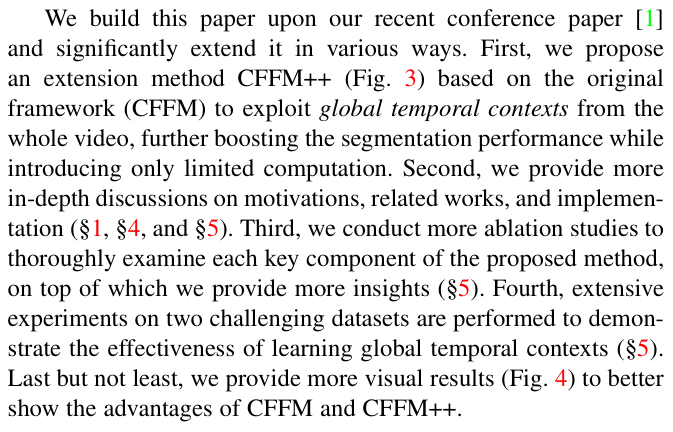 We build this paper upon our recent conference paper [1]
and significantly extend it in various ways. First, we propose
an extension method CFFM++ (Fig. 3) based on the original
framework (CFFM) to exploit global temporal contexts from the
whole video, further boosting the segmentation performance while
introducing only limited computation. Second, we provide more
in-depth discussions on motivations, related works, and implemen-
tation (§1, §4, and §5). Third, we conduct more ablation studies to
thoroughly examine each key component of the proposed method,
on top of which we provide more insights (§5). Fourth, extensive
experiments on two challenging datasets are performed to demon-
strate the effectiveness of learning global temporal contexts (§5).
Last but not least, we provide more visual results (Fig. 4) to better
show the advantages of CFFM and CFFM++.